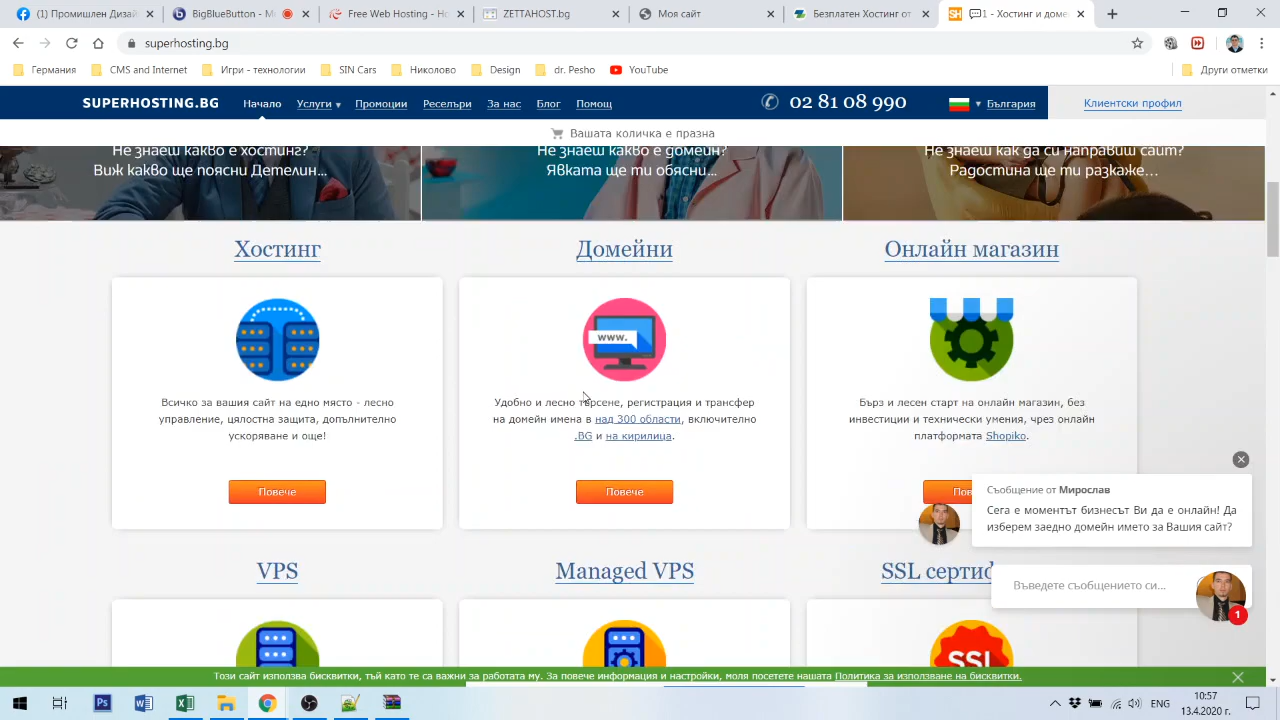 (1) Промишлен Дизай
BigBlueButton - М
Free Web Hosting - Но
ZETTAHOST.bg
Моя сайт
Безплатен Хостинг от
1 - Хостинг и доме
superhosting.bg
Германия
CMS and Internet
Игри - технологии
SIN Cars
Николово
Design
dr. Pesho
YouTube
Други отметки
SUPERHOSTING.BG
Начало
Услуги
Промоции
Реселъри
За нас
Блог
Помощ
02 81 08 990
България
Клиентски профил
Вашата количка е празна
Не знаеш какво е хостинг?
Виж какво ще поясни Детелин...
Не знаеш какво е домейн?
Явката ще ти обясни...
Не знаеш как да си направиш сайт?
Радостина ще ти разкаже...
Хостинг
Домейни
Онлайн магазин
www.
Всичко за вашия сайт на едно място - лесно
управление, цялостна защита, допълнително
ускоряване и още!
Повече
Удобно и лесно търсене, регистрация и трансфер
на домейн имена в над 300 области, включително
.BG и на кирилица.
Повече
Бърз и лесен старт на онлайн магазин, без
инвестиции и технически умения, чрез онлайн
платформата Shopiko.
Пов
Съобщение от Мирослав
Сега е моментът бизнесът Ви да е онлайн! Да
изберем заедно домейн името за Вашия сайт?
Въведете съобщението си...
1
VPS
Managed VPS
SSL серти
SSL
Този сайт използва бисквитки, тъй като те са важни за работата му. За повече информация и настройки, моля посетете нашата Политика за използване на бисквитки.
ENG
10:57
13.4.2020 г.